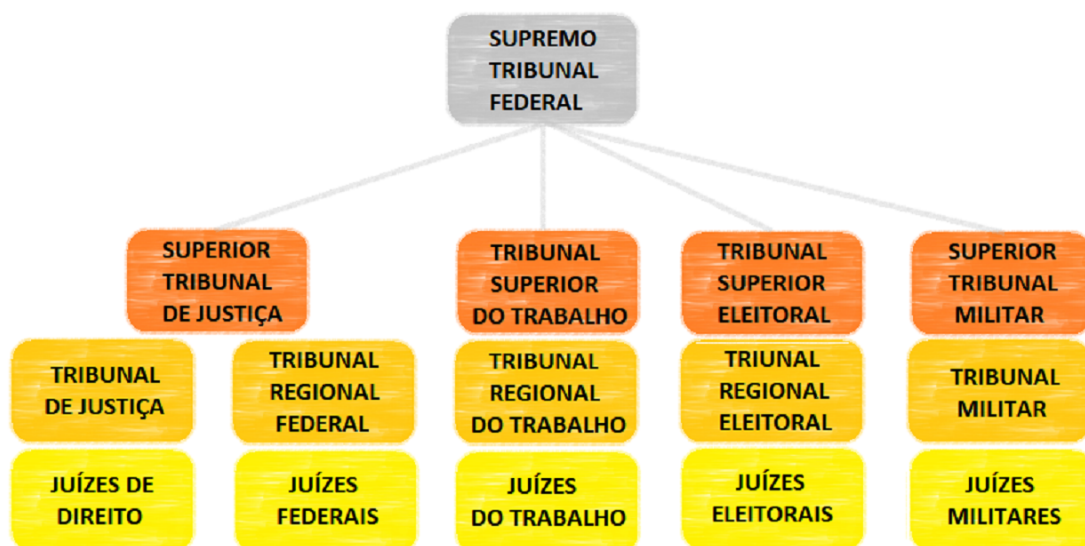 SUPREMO
TRIBUNAL
FEDERAL
SUPERIOR
TRIBUNAL
DE JUSTIÇA
TRIBUNAL
SUPERIOR
DO TRABALHO
TRIBUNAL
SUPERIOR
ELEITORAL
SUPERIOR
TRIBUNAL
MILITAR
TRIBUNAL
DE JUSTIÇA
TRIBUNAL
REGIONAL
FEDERAL
TRIBUNAL
REGIONAL
DO TRABALHO
TRIUNAL
REGIONAL
ELEITORAL
TRIBUNAL
MILITAR
JUÍZES DE
DIREITO
JUÍZES
FEDERAIS
JUÍZES
DO TRABALHO
JUÍZES
ELEITORAIS
JUÍZES
MILITARES